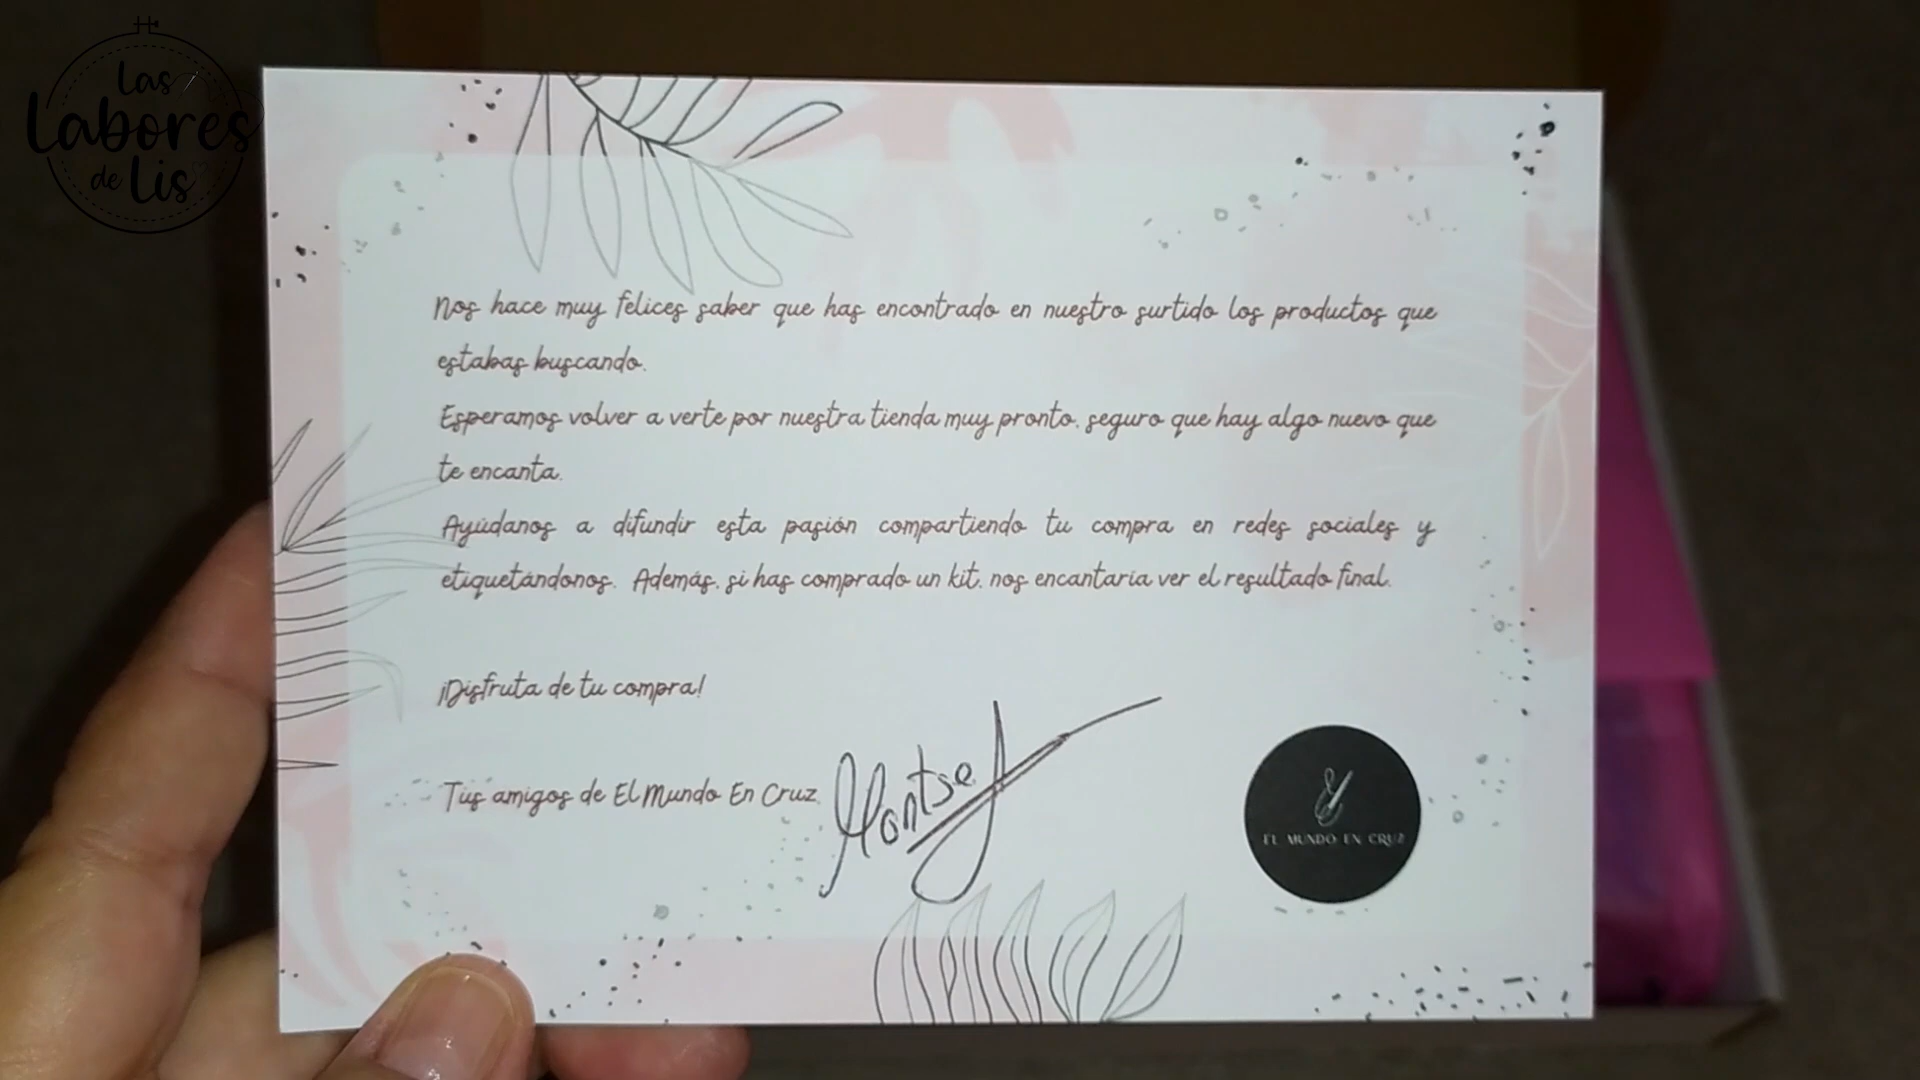 Las
Labores
de Lis
Nos hace muy felices saber que has encontrado en nuestro surtido los productos que
estabas buscando.
Esperamos volver a verte por nuestra tienda muy pronto, seguro que hay algo nuevo que
te encanta.
Ayúdanos a difundir esta pasión compartiendo tu compra en redes sociales y
etiquetándonos. Además, si has comprado un kit, nos encantaría ver el resultado final.
¡Disfruta de tu compra!
Tus amigos de El Mundo En Cruz
Montse
EL MUNDO EN CRUZ